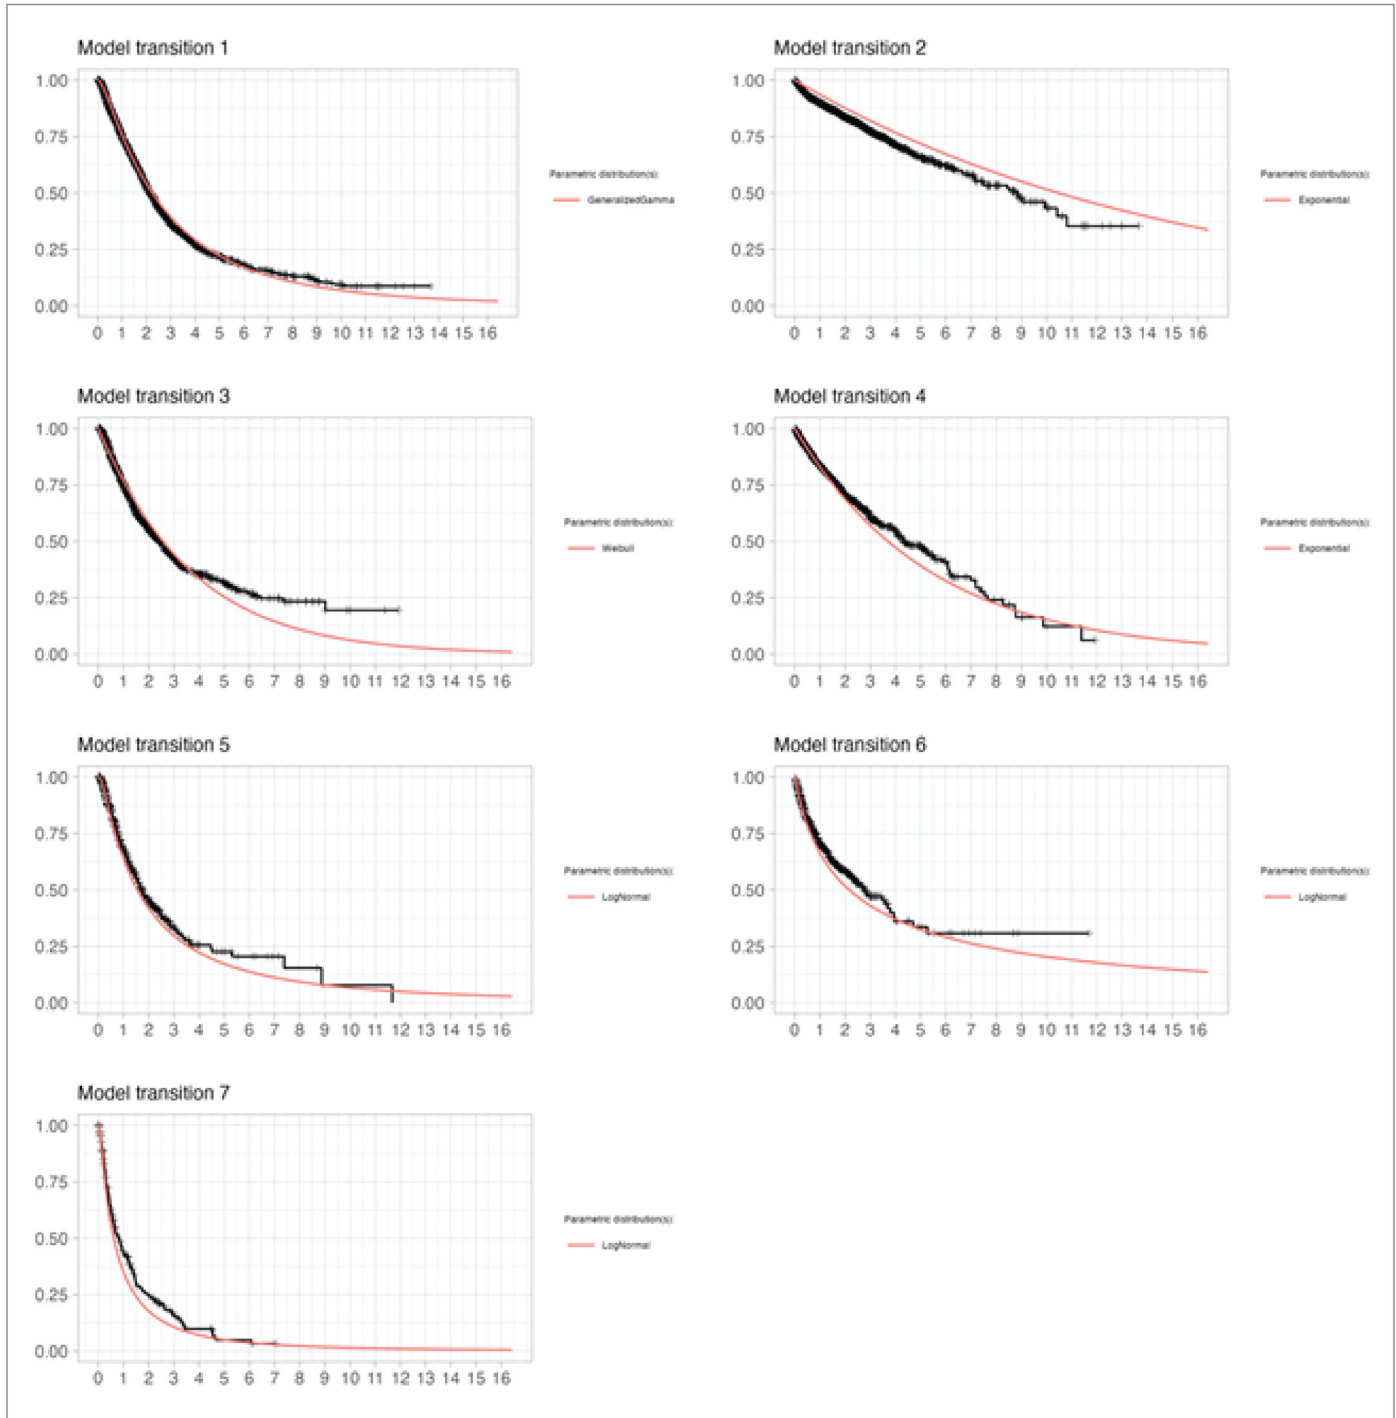 Model transition 1
1.00
0.75
0.50
0.25
0.00
0 1 2 3 4 5 6 7 8 9 10 11 12 13 14 15 16
Parametric distribution(s):
GeneralizedGamma
Model transition 2
1.00
0.75
0.50
0.25
0.00
0 1 2 3 4 5 6 7 8 9 10 11 12 13 14 15 16
Parametric distribution(s):
Exponential
Model transition 3
1.00
0.75
0.50
0.25
0.00
0 1 2 3 4 5 6 7 8 9 10 11 12 13 14 15 16
Parametric distribution(s):
Weibull
Model transition 4
1.00
0.75
0.50
0.25
0.00
0 1 2 3 4 5 6 7 8 9 10 11 12 13 14 15 16
Parametric distribution(s):
Exponential
Model transition 5
1.00
0.75
0.50
0.25
0.00
0 1 2 3 4 5 6 7 8 9 10 11 12 13 14 15 16
Parametric distribution(s):
LogNormal
Model transition 6
1.00
0.75
0.50
0.25
0.00
0 1 2 3 4 5 6 7 8 9 10 11 12 13 14 15 16
Parametric distribution(s):
LogNormal
Model transition 7
1.00
0.75
0.50
0.25
0.00
0 1 2 3 4 5 6 7 8 9 10 11 12 13 14 15 16
Parametric distribution(s):
LogNormal